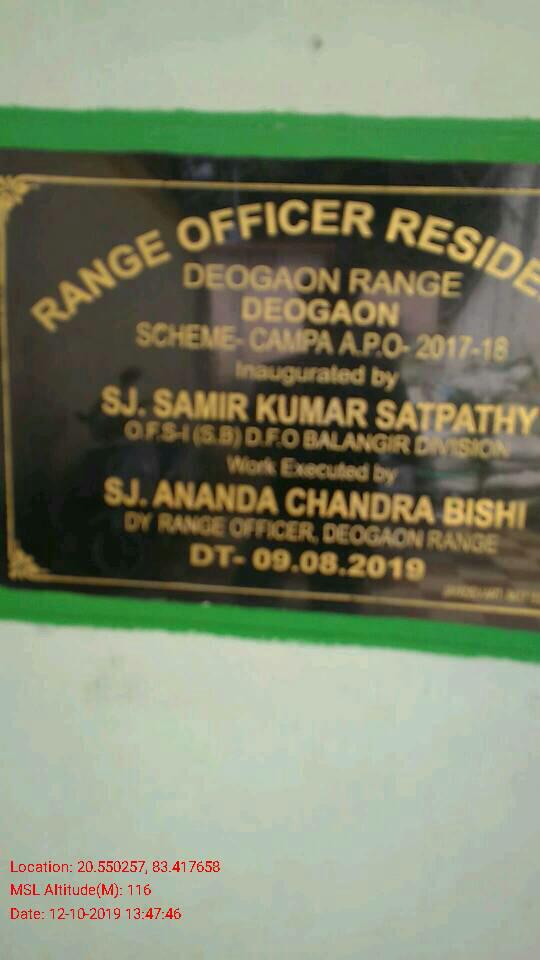 RANGE OFFICER RESIDE
DEOGAON RANGE
DEOGAON
SCHEME- CAMPA A.P.O- 2017-18
Inaugurated by
SJ. SAMIR KUMAR SATPATHY
O.F.S-I (S.B) D.F.O BALANGIR DIVISION
Work Executed by
SJ. ANANDA CHANDRA BISHI
DY RANGE OFFICER, DEOGAON RANGE
DT- 09.08.2019
Location: 20.550257, 83.417658
MSL Altitude(M): 116
Date: 12-10-2019 13:47:46